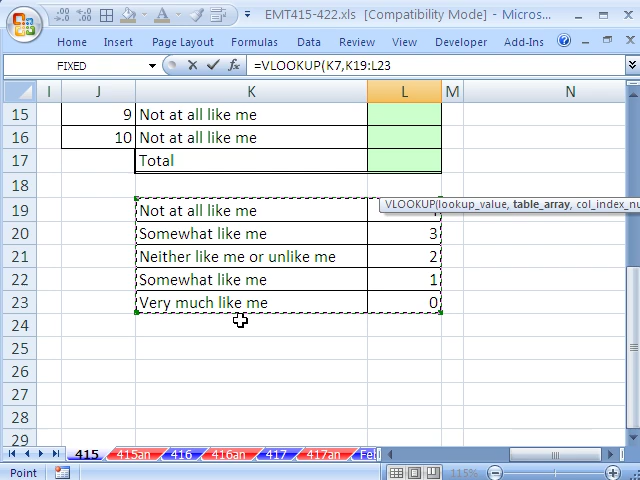 EMT415-422.xls [Compatibility Mode] - Micros...
Home Insert Page Layout Formulas Data View Developer Add-Ins
FIXED =VLOOKUP(K7,K19:L23
I J K L M N
15 9 Not at all like me
16 10 Not at all like me
17 Total
18
VLOOKUP(lookup_value, table_array, col_index_nu
19 Not at all like me
20 Somewhat like me 3
21 Neither like me or unlike me 2
22 Somewhat like me 1
23 Very much like me 0
24
25
26
27
28
29
415 415an 416 416an 417 417an Fe
Point 115%